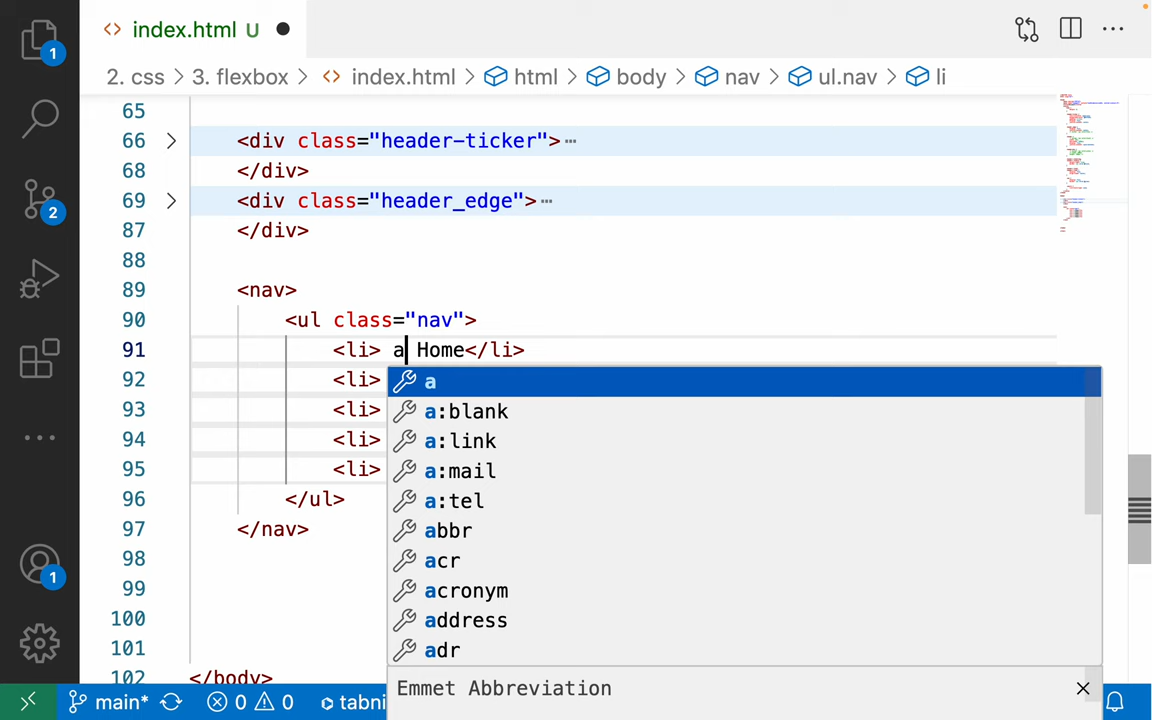 index.html U
1
2. css > 3. flexbox > index.html > html > body > nav > ul.nav > li
65
66 <div class="header-ticker">⋯
68 </div>
69 <div class="header_edge">⋯
2
87 </div>
88
89 <nav>
90 <ul class="nav">
91 <li> a Home</li>
92 <li>
93 <li>
94 <li>
95 <li>
96 </ul>
97 </nav>
98
99
100
101
102 </body>
a
a:blank
a:link
a:mail
a:tel
abbr
acr
acronym
address
adr
Emmet Abbreviation
1
main* 0 0 tabni